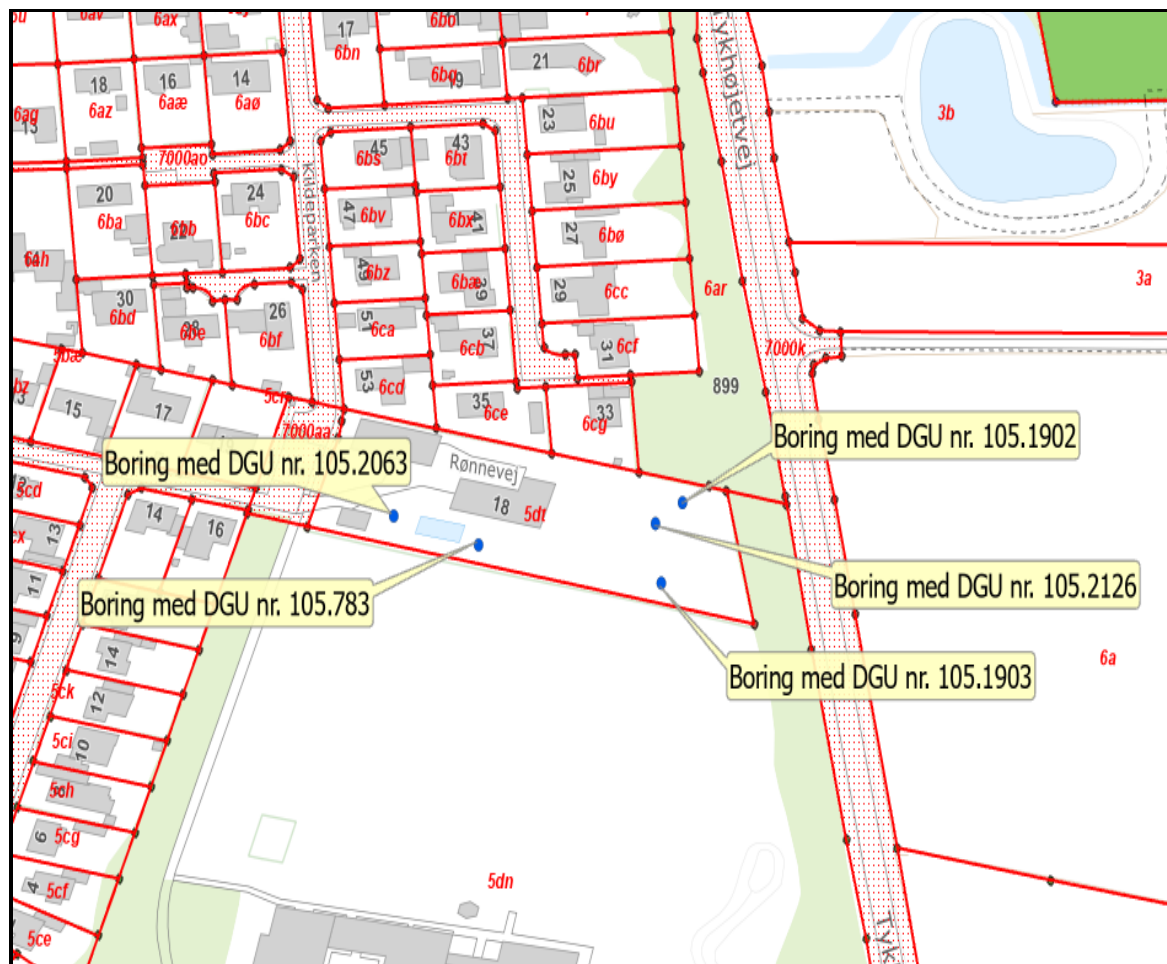 6av
6ax
17
6bn
6bo
21
6br
Tykhøjetvej
18
16
14
6az
6aæ
6aø
6bq
19
6ag
15
23
6bu
3b
45
6bs
43
6bt
7000ao
20
24
25
6by
6ba
6bc
Kildeparken
47
6bv
6bx
41
22
6bb
27
6bø
49
6bz
6bæ
39
6ar
3a
29
6cc
30
6bd
26
6be
6bf
51
6ca
37
6cb
31
6cf
7000k
53
6cd
899
15
17
35
6ce
33
6cg
7000aa
Boring med DGU nr. 105.1902
Boring med DGU nr. 105.2063
Rønnevej
18
5dt
5cd
14
16
13
Boring med DGU nr. 105.2126
11
Boring med DGU nr. 105.783
9
14
6a
Boring med DGU nr. 105.1903
5ck
12
5ci
10
5ch
6
5cg
4
5cf
5dn
5ce
Tyk